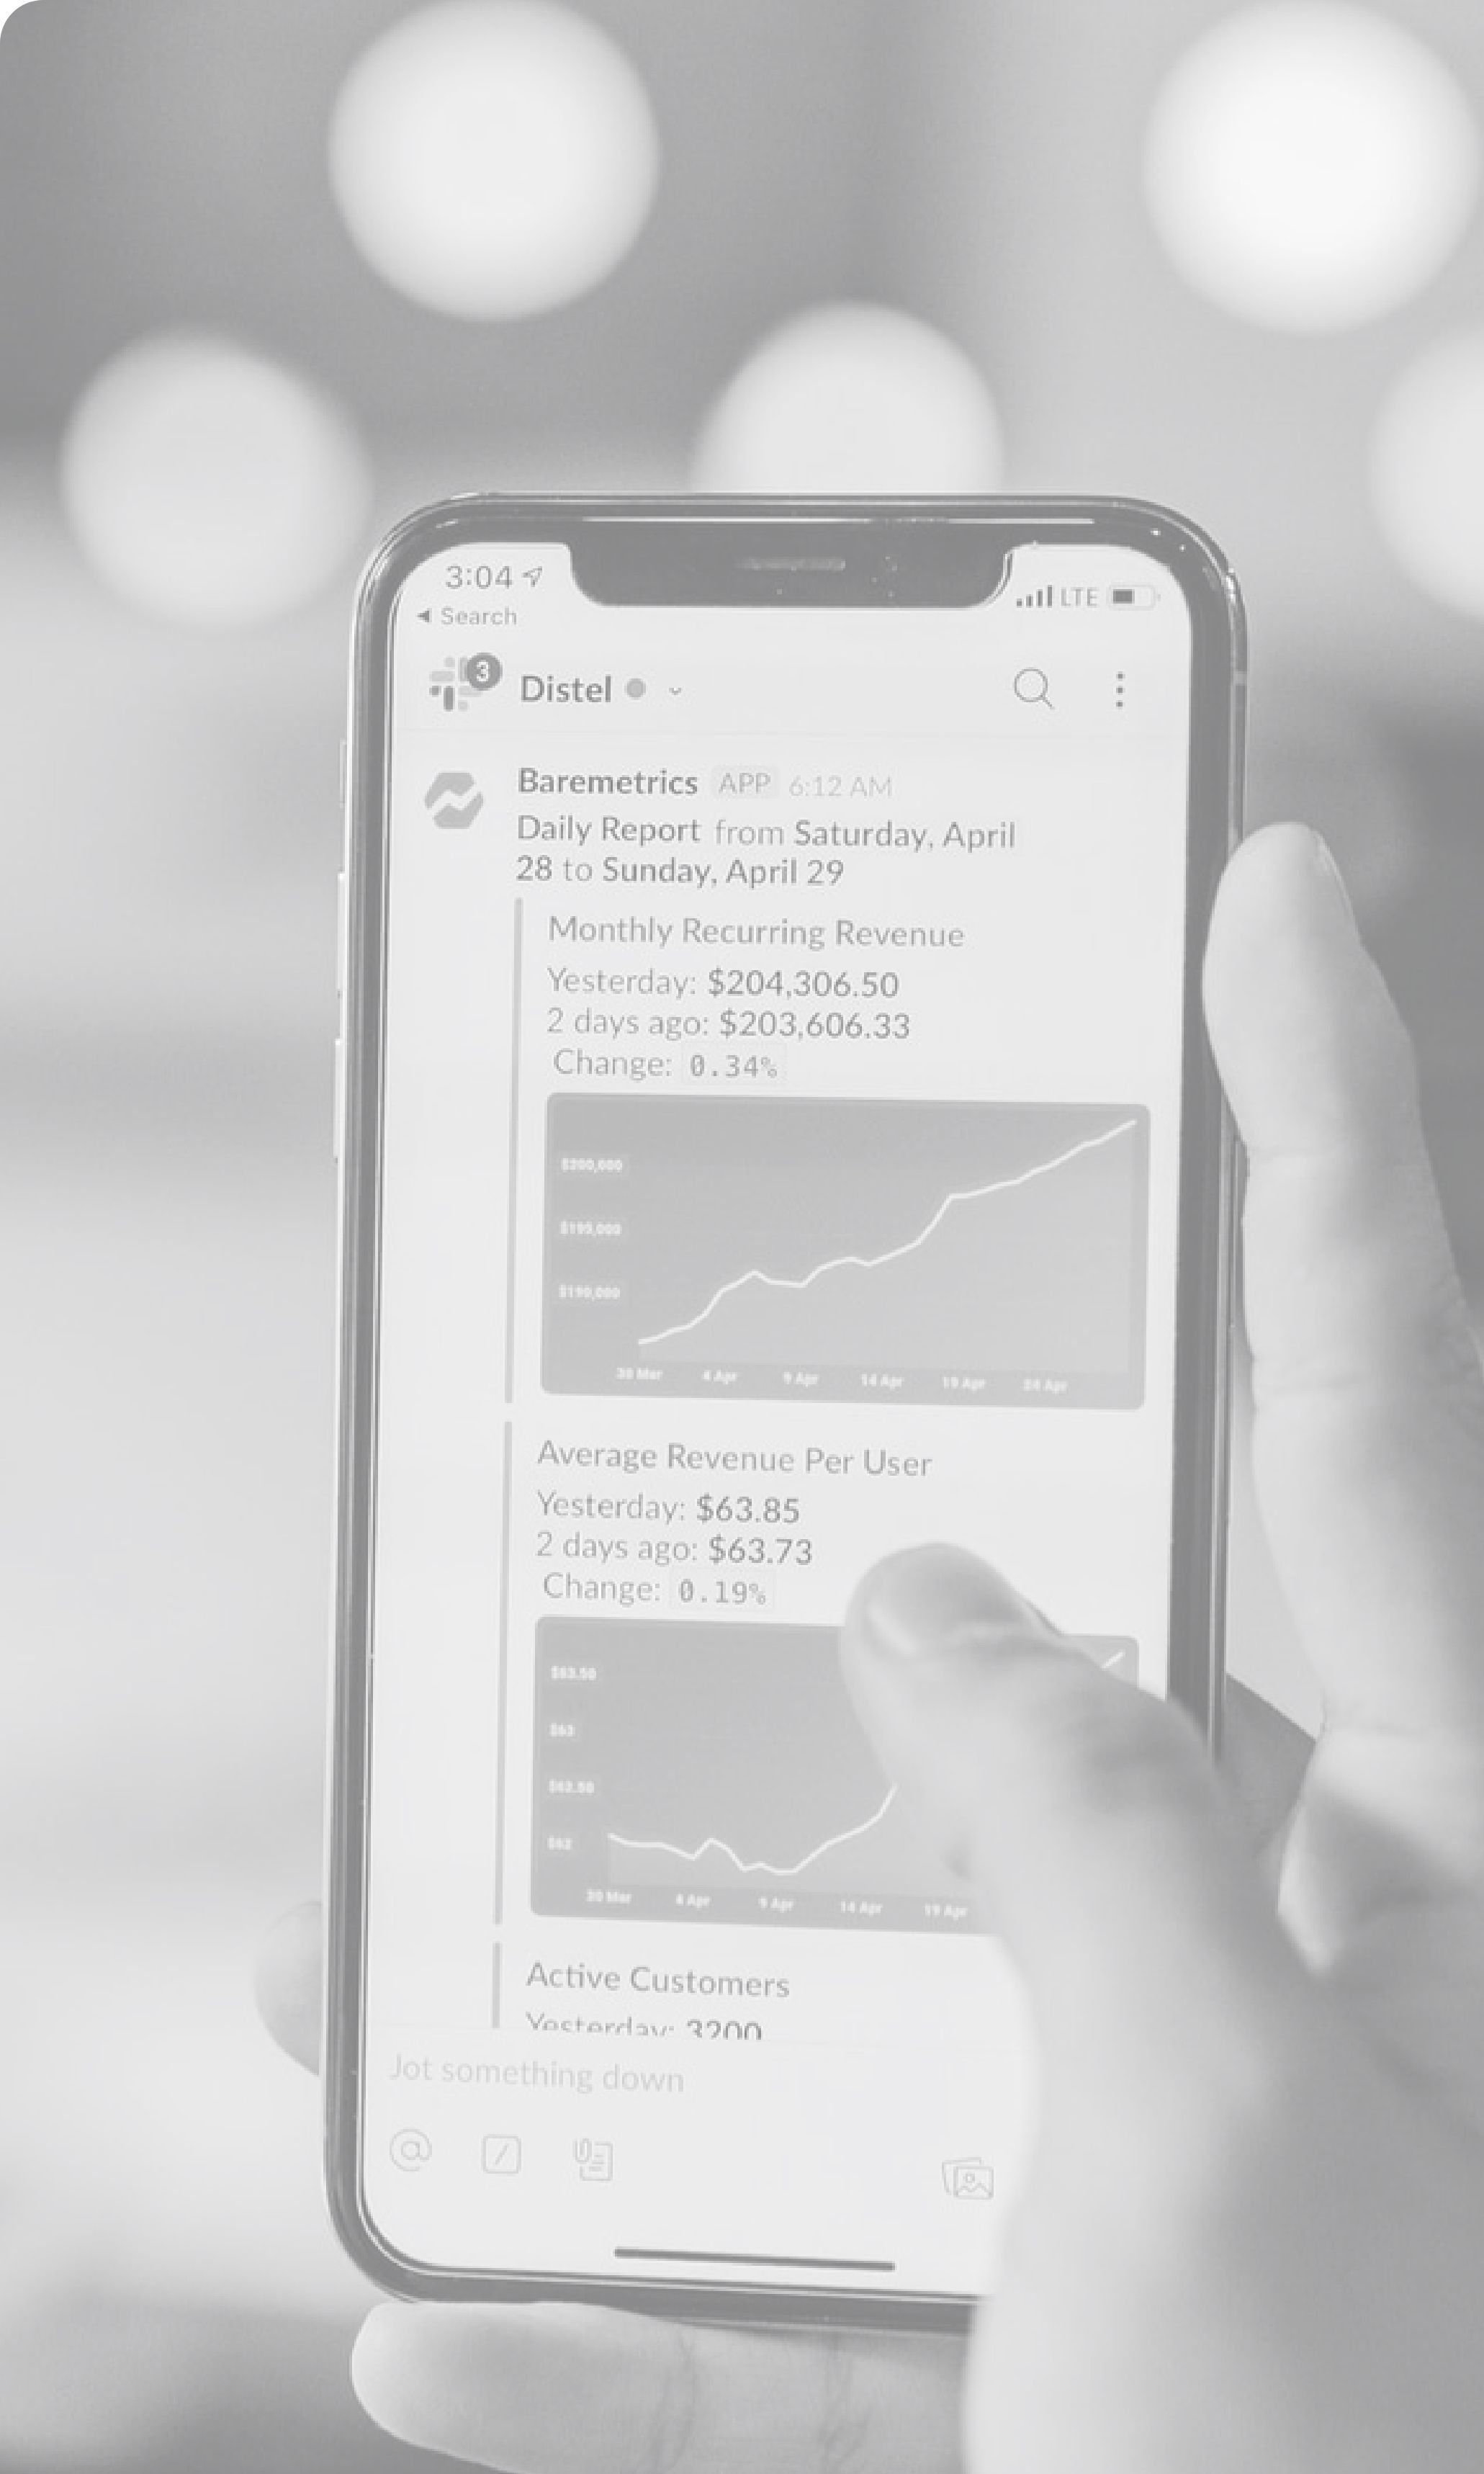 3:04
◀ Search
LTE
3
Distel
Baremetrics APP 6:12 AM
Daily Report from Saturday, April
28 to Sunday, April 29
Monthly Recurring Revenue
Yesterday: $204,306.50
2 days ago: $203,606.33
Change: 0.34%
$200,000
$195,000
$190,000
30 Mar 4 Apr 9 Apr 14 Apr 19 Apr 24 Apr
Average Revenue Per User
Yesterday: $63.85
2 days ago: $63.73
Change: 0.19%
$63.50
$63
$62.50
$62
30 Mar 4 Apr 9 Apr 14 Apr 19 Apr
Active Customers
Yesterday: 3200
Jot something down